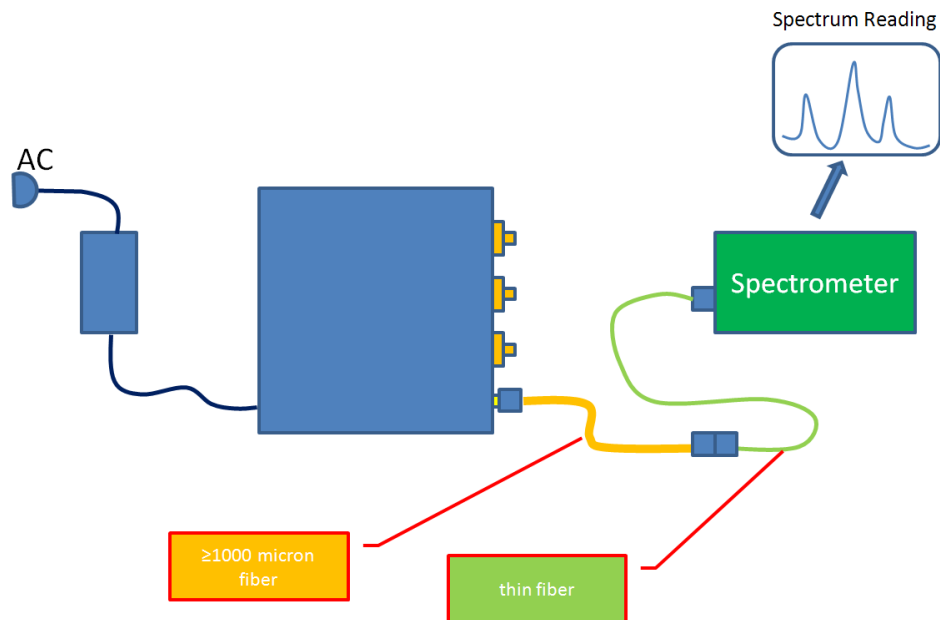 Spectrum Reading
AC
Spectrometer
≥1000 micron
fiber
thin fiber